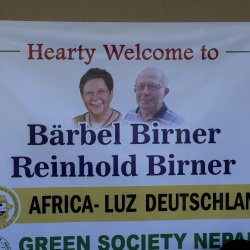 Hearty Welcome to
Bärbel Birner
Reinhold Birner
AFRICA- LUZ DEUTSCHLAN
GREEN SOCIETY NEPA